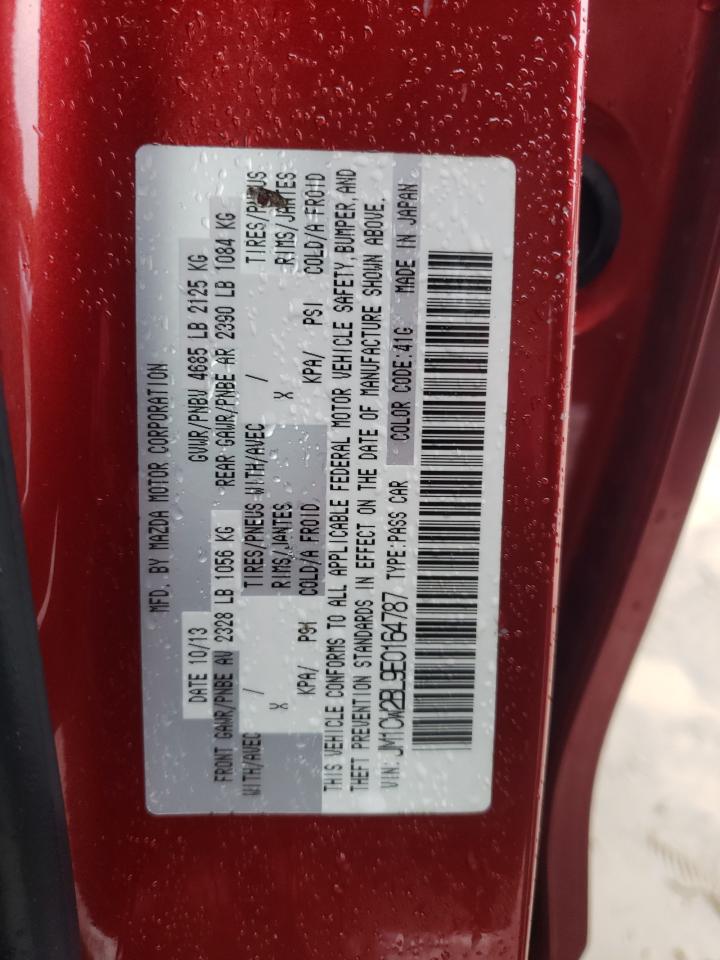 MFD. BY MAZDA MOTOR CORPORATION
DATE 10/13 GVWR/PNBV 4685 LB 2125 KG
FRONT GAWR/PNBE AV 2328 LB 1056 KG REAR GAWR/PNBE AR 2390 LB 1084 KG
WITH/AVEC / TIRES/PNEUS WITH/AVEC / TIRES/PNEUS
X RIMS/JANTES X RIMS/JANTES
KPA/ PSI COLD/A FROID KPA/ PSI COLD/A FROID
THIS VEHICLE CONFORMS TO ALL APPLICABLE FEDERAL MOTOR VEHICLE SAFETY, BUMPER, AND
THEFT PREVENTION STANDARDS IN EFFECT ON THE DATE OF MANUFACTURE SHOWN ABOVE.
VIN: JM1CW2BL9E0164787 TYPE:PASS CAR COLOR CODE:41G MADE IN JAPAN